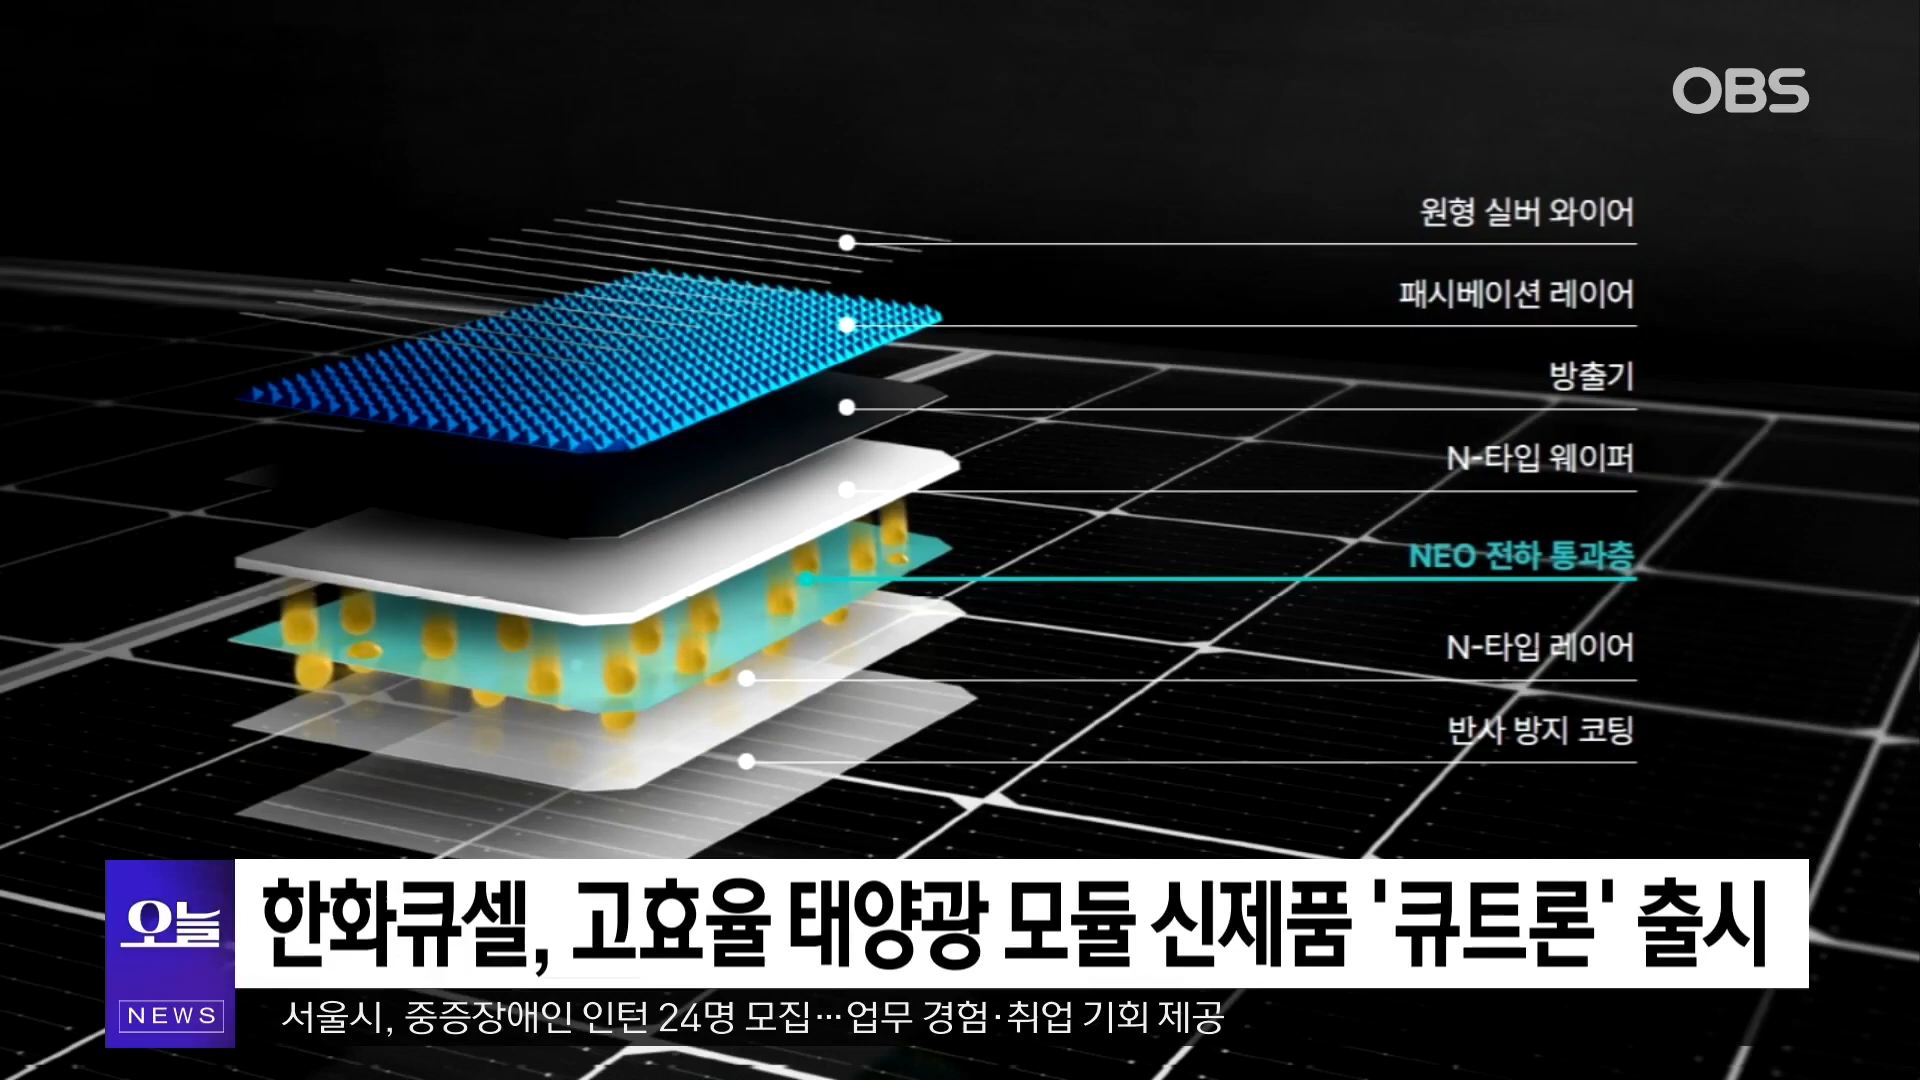 OBS
원형 실버 와이어
패시베이션 레이어
방출기
N-타입 웨이퍼
NEO 전하 통과층
N-타입 레이어
반사 방지 코팅
오늘
한화큐셀, 고효율 태양광 모듈 신제품 '큐트론' 출시
NEWS
서울시, 중증장애인 인턴 24명 모집…업무 경험·취업 기회 제공